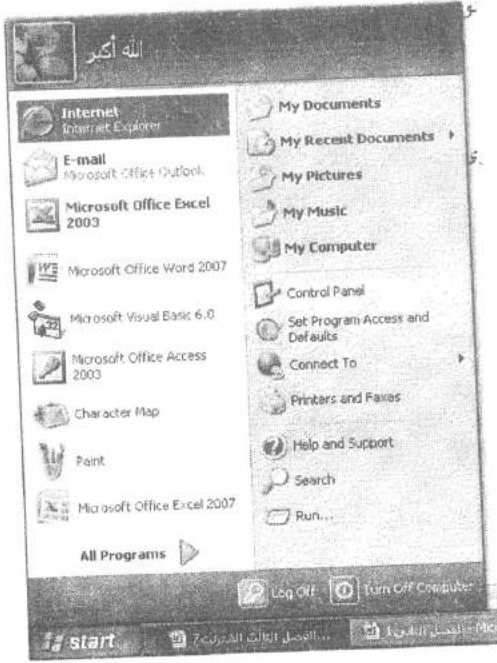 الله أكبر
Internet
Internet Explorer
E-mail
Microsoft Office Outlook
Microsoft Office Excel
2003
Microsoft Office Word 2007
Microsoft Visual Basic 6.0
Microsoft Office Access
2003
Character Map
Paint
Microsoft Office Excel 2007
All Programs
My Documents
My Recent Documents
My Pictures
My Music
My Computer
Control Panel
Set Program Access and
Defaults
Connect To
Printers and Faxes
Help and Support
Search
Run...
Log Off
Turn Off Computer
start
الفصل الثالث